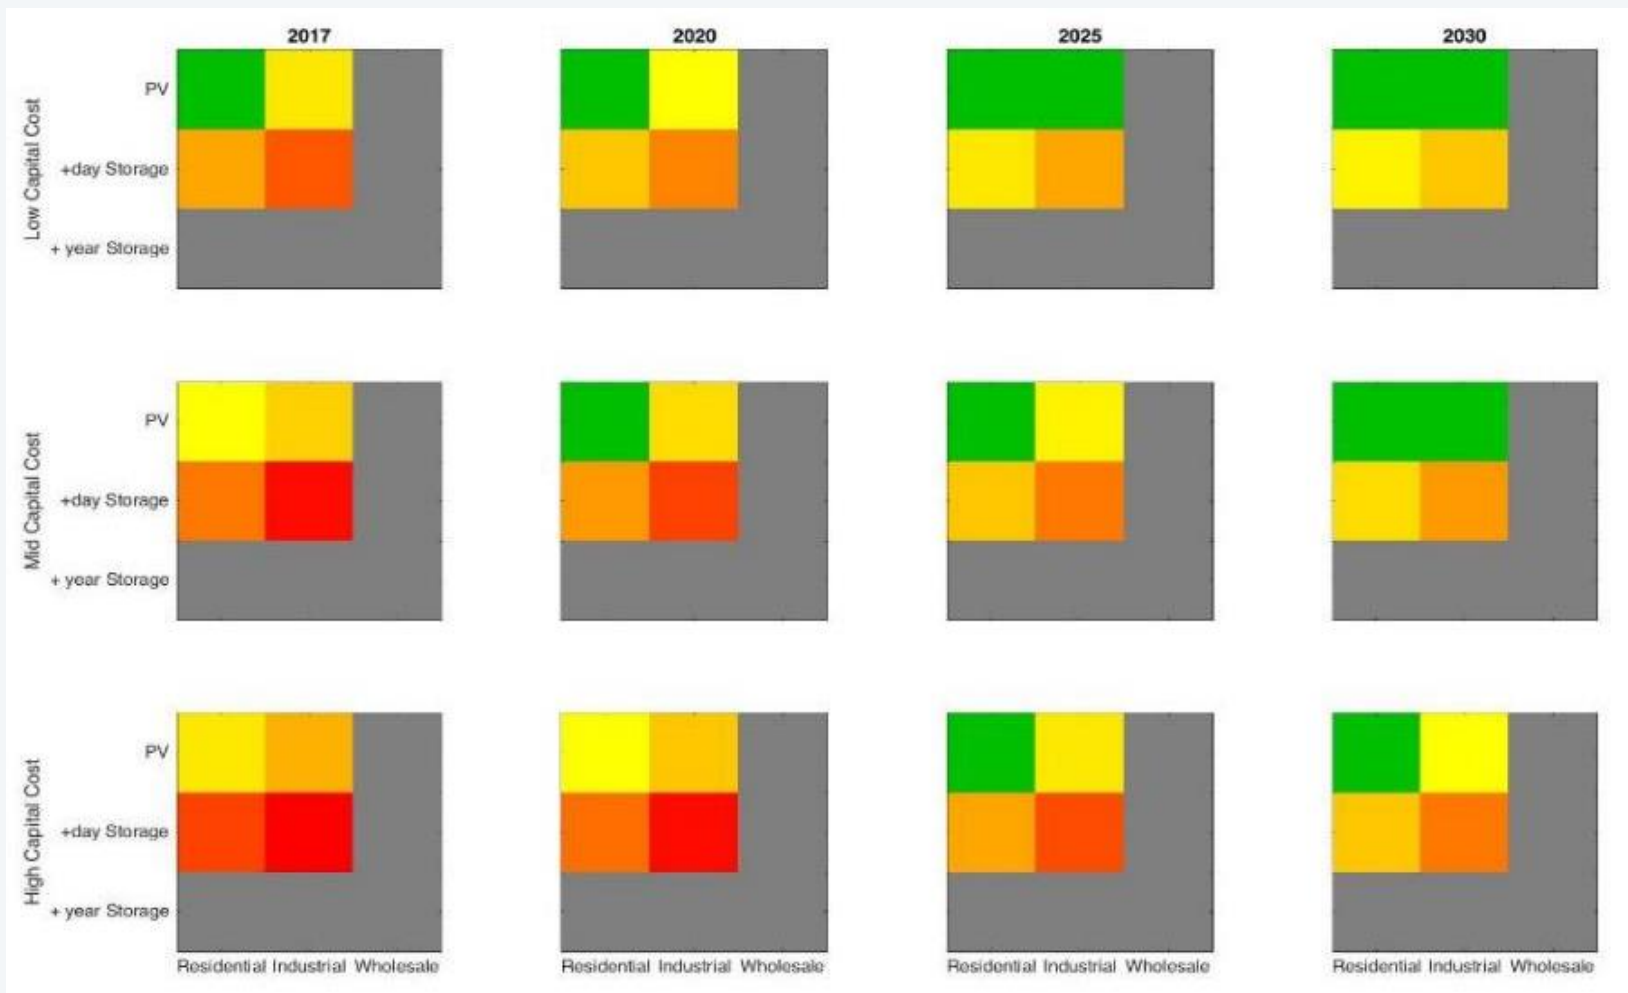 2017 2020 2025 2030
Low Capital Cost
PV
+day Storage
+ year Storage
Mid Capital Cost
PV
+day Storage
+ year Storage
High Capital Cost
PV
+day Storage
+ year Storage
Residential Industrial Wholesale Residential Industrial Wholesale Residential Industrial Wholesale Residential Industrial Wholesale